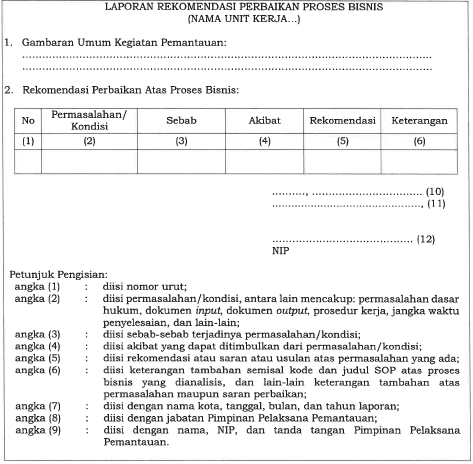 LAPORAN REKOMENDASI PERBAIKAN PROSES BISNIS
(NAMA UNIT KERJA...)
1. Gambaran Umum Kegiatan Pemantauan:
..........................................................................................
..........................................................................................
2. Rekomendasi Perbaikan Atas Proses Bisnis:
No Permasalahan/ Kondisi Sebab Akibat Rekomendasi Keterangan
(1) (2) (3) (4) (5) (6)
.........., ................................. (10)
............................................, (11)
.......................................... (12)
NIP
Petunjuk Pengisian:
angka (1) : diisi nomor urut;
angka (2) : diisi permasalahan/kondisi, antara lain mencakup: permasalahan dasar
hukum, dokumen input, dokumen output, prosedur kerja, jangka waktu
penyelesaian, dan lain-lain;
angka (3) : diisi sebab-sebab terjadinya permasalahan/kondisi;
angka (4) : diisi akibat yang dapat ditimbulkan dari permasalahan/kondisi;
angka (5) : diisi rekomendasi atau saran atau usulan atas permasalahan yang ada;
angka (6) : diisi keterangan tambahan semisal kode dan judul SOP atas proses
bisnis yang dianalisis, dan lain-lain keterangan tambahan atas
permasalahan maupun saran perbaikan;
angka (7) : diisi dengan nama kota, tanggal, bulan, dan tahun laporan;
angka (8) : diisi dengan jabatan Pimpinan Pelaksana Pemantauan;
angka (9) : diisi dengan nama, NIP, dan tanda tangan Pimpinan Pelaksana
Pemantauan.